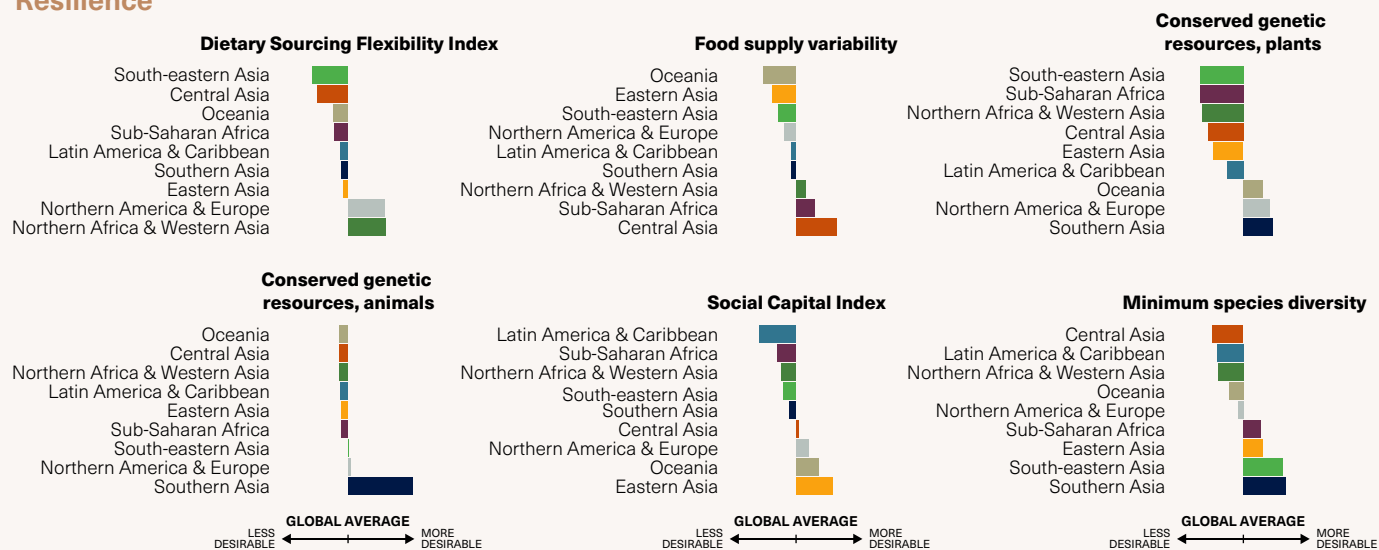 Resilience
Dietary Sourcing Flexibility Index
South-eastern Asia
Central Asia
Oceania
Sub-Saharan Africa
Latin America & Caribbean
Southern Asia
Eastern Asia
Northern America & Europe
Northern Africa & Western Asia
Food supply variability
Oceania
Eastern Asia
South-eastern Asia
Northern America & Europe
Latin America & Caribbean
Southern Asia
Northern Africa & Western Asia
Sub-Saharan Africa
Central Asia
Conserved genetic
resources, plants
South-eastern Asia
Sub-Saharan Africa
Northern Africa & Western Asia
Central Asia
Eastern Asia
Latin America & Caribbean
Oceania
Northern America & Europe
Southern Asia
Conserved genetic
resources, animals
Oceania
Central Asia
Northern Africa & Western Asia
Latin America & Caribbean
Eastern Asia
Sub-Saharan Africa
South-eastern Asia
Northern America & Europe
Southern Asia
GLOBAL AVERAGE
LESS
DESIRABLE
MORE
DESIRABLE
Social Capital Index
Latin America & Caribbean
Sub-Saharan Africa
Northern Africa & Western Asia
South-eastern Asia
Southern Asia
Central Asia
Northern America & Europe
Oceania
Eastern Asia
GLOBAL AVERAGE
LESS
DESIRABLE
MORE
DESIRABLE
Minimum species diversity
Central Asia
Latin America & Caribbean
Northern Africa & Western Asia
Oceania
Northern America & Europe
Sub-Saharan Africa
Eastern Asia
South-eastern Asia
Southern Asia
GLOBAL AVERAGE
LESS
DESIRABLE
MORE
DESIRABLE